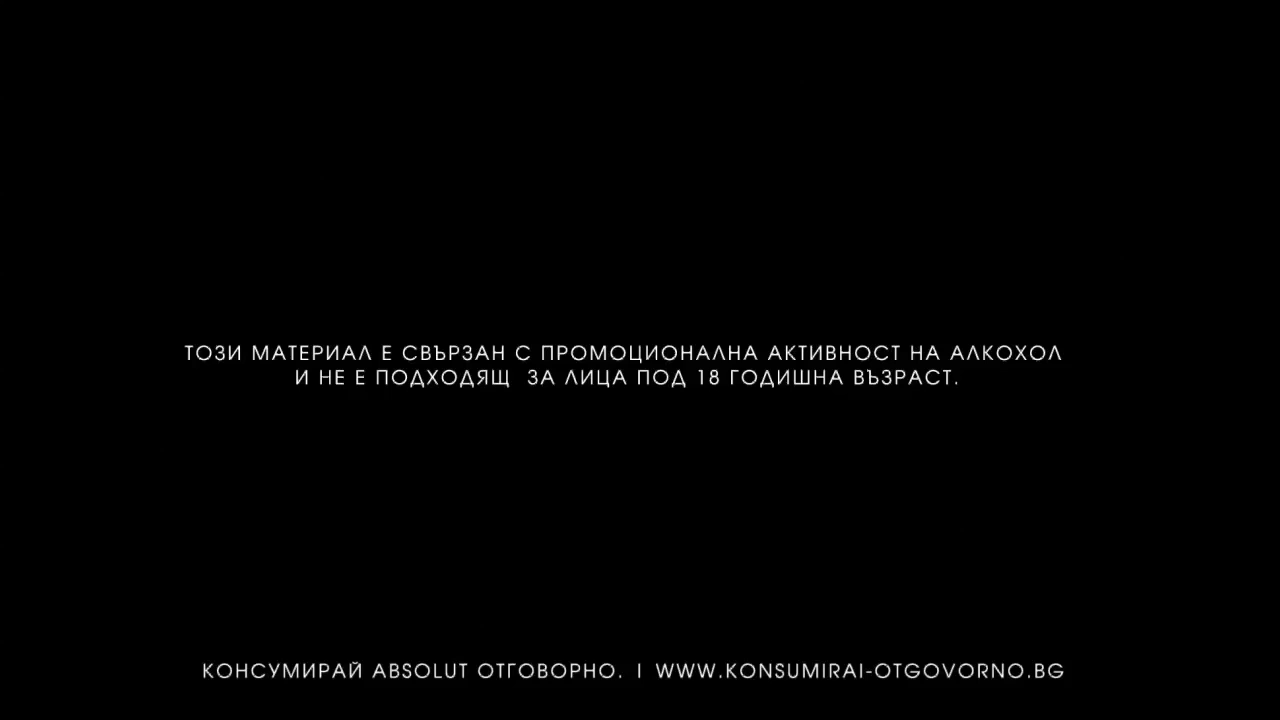 ТОЗИ МАТЕРИАЛ Е СВЪРЗАН С ПРОМОЦИОНАЛНА АКТИВНОСТ НА АЛКОХОЛ
И НЕ Е ПОДХОДЯЩ ЗА ЛИЦА ПОД 18 ГОДИШНА ВЪЗРАСТ.
КОНСУМИРАЙ ABSOLUT ОТГОВОРНО. | WWW.KONSUMIRAI-OTGOVORNO.BG